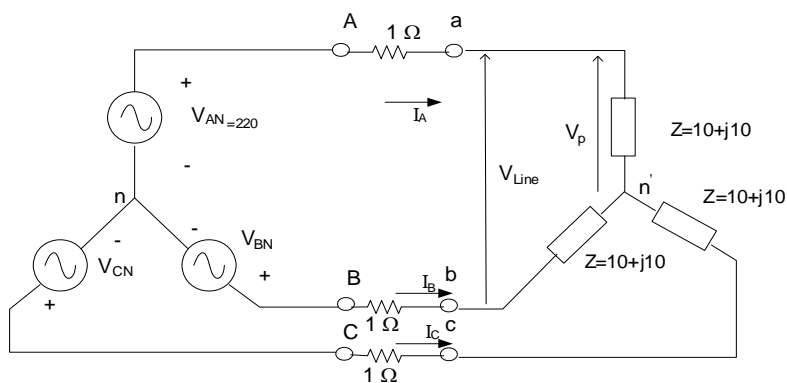 A
1 Ω
a
+
V_AN =220
-
I_A
V_Line
V_p
Z=10+j10
n
n'
Z=10+j10
-
-
V_BN
V_CN
+
+
Z=10+j10
B
I_B
b
1 Ω
C
I_C
c
1 Ω